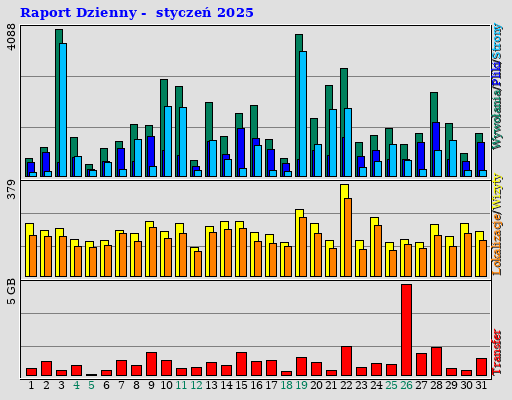 Raport Dzienny - styczeń 2025
4088
Wywołania/Pliki/Strony
379
Lokalizacje/Wizyty
5 GB
Transfer
1 2 3 4 5 6 7 8 9 10 11 12 13 14 15 16 17 18 19 20 21 22 23 24 25 26 27 28 29 30 31